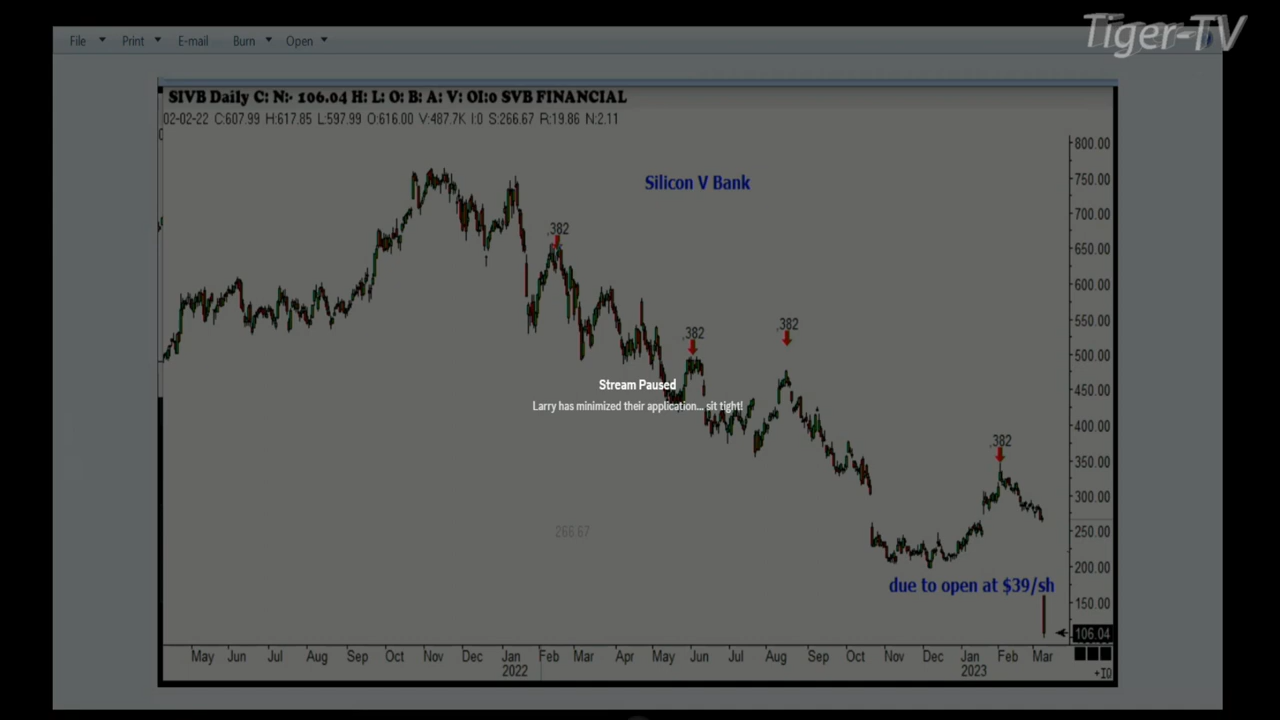 Tiger-TV
File Print E-mail Burn Open
SIVB Daily C: N:- 106.04 H: L: O: B: A: V: OI:0 SVB FINANCIAL
02-02-22 C:607.99 H:617.85 L:597.99 O:616.00 V:487.7K I:0 S:266.67 R:19.86 N:2.11
800.00
Silicon V Bank
750.00
700.00
.382
650.00
600.00
550.00
.382
.382
500.00
Stream Paused
450.00
Larry has minimized their application... sit tight!
400.00
.382
350.00
300.00
266.67
250.00
200.00
due to open at $39/sh
150.00
106.04
May Jun Jul Aug Sep Oct Nov Dec Jan Feb Mar Apr May Jun Jul Aug Sep Oct Nov Dec Jan Feb Mar
2022 2023
+IO